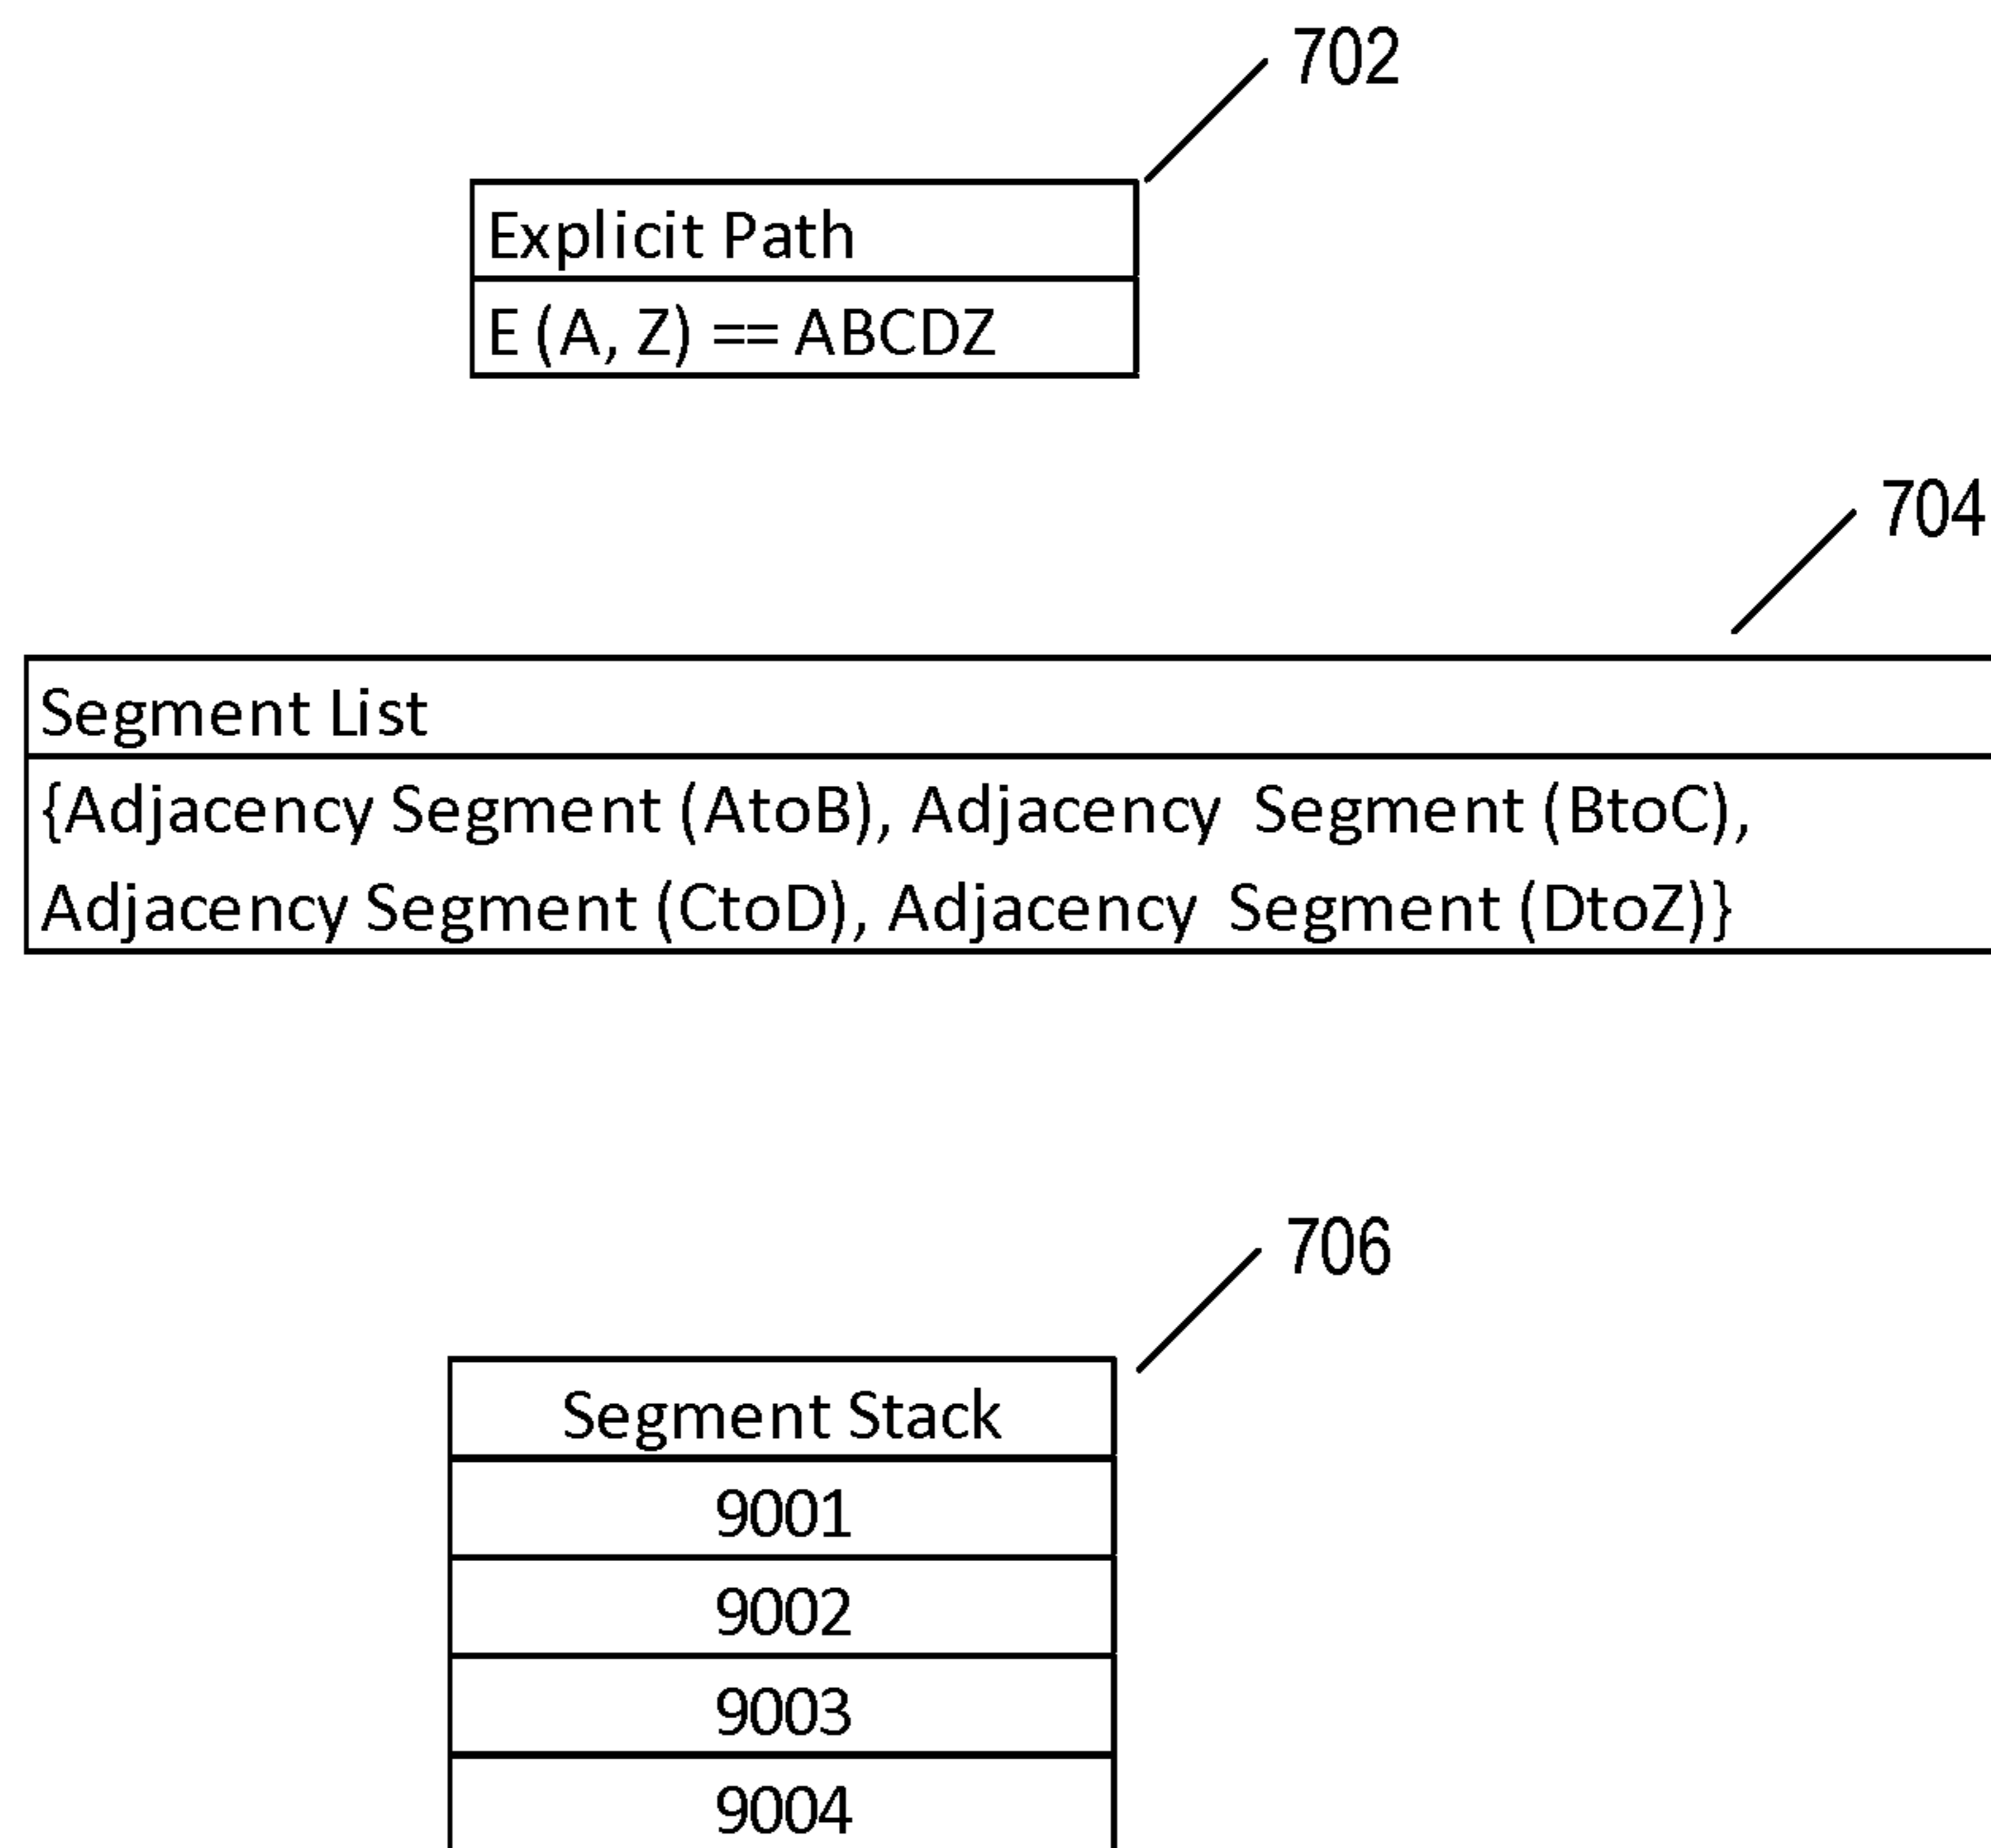 702
Explicit Path
E (A, Z) == ABCDZ
704
Segment List
{Adjacency Segment (AtoB), Adjacency Segment (BtoC),
Adjacency Segment (CtoD), Adjacency Segment (DtoZ)}
706
Segment Stack
9001
9002
9003
9004